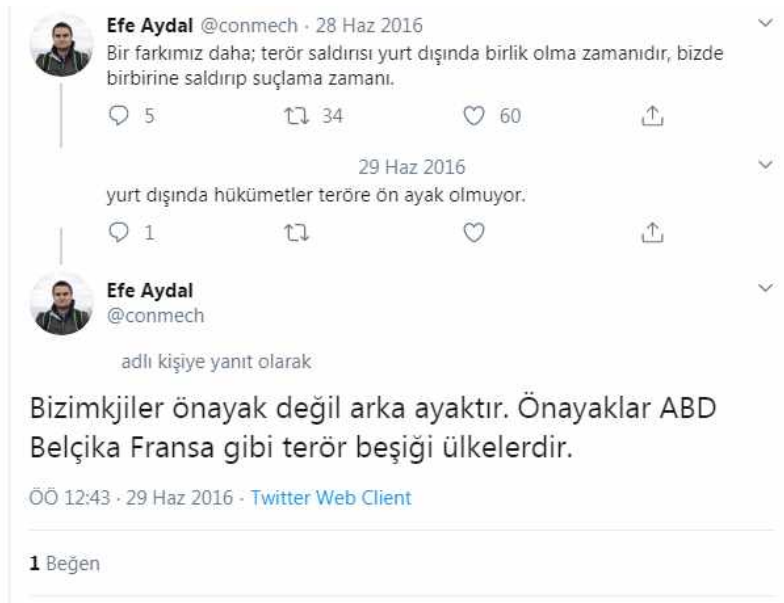 Efe Aydal @conmech · 28 Haz 2016
Bir farkımız daha; terör saldırısı yurt dışında birlik olma zamanıdır, bizde
birbirine saldırıp suçlama zamanı.
5 34 60
29 Haz 2016
yurt dışında hükümetler teröre ön ayak olmuyor.
1
Efe Aydal
@conmech
adlı kişiye yanıt olarak
Bizimkjiler önayak değil arka ayaktır. Önayaklar ABD
Belçika Fransa gibi terör beşiği ülkelerdir.
ÖÖ 12:43 · 29 Haz 2016 · Twitter Web Client
1 Beğen